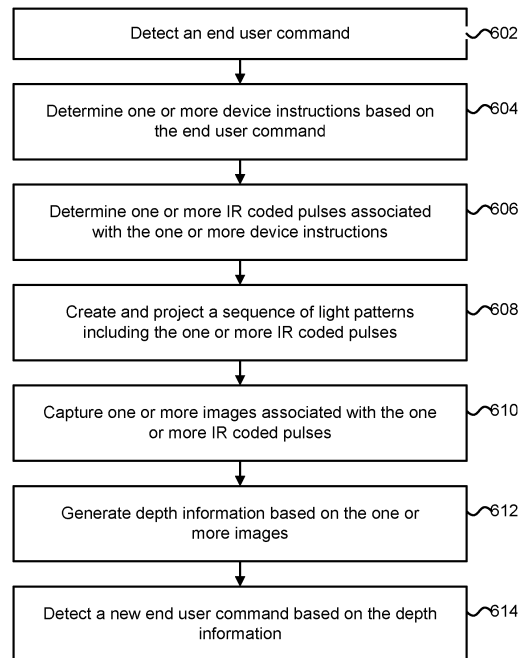 Detect an end user command
602
Determine one or more device instructions based on
the end user command
604
Determine one or more IR coded pulses associated
with the one or more device instructions
606
Create and project a sequence of light patterns
including the one or more IR coded pulses
608
Capture one or more images associated with the one
or more IR coded pulses
610
Generate depth information based on the one or
more images
612
Detect a new end user command based on the depth
information
614